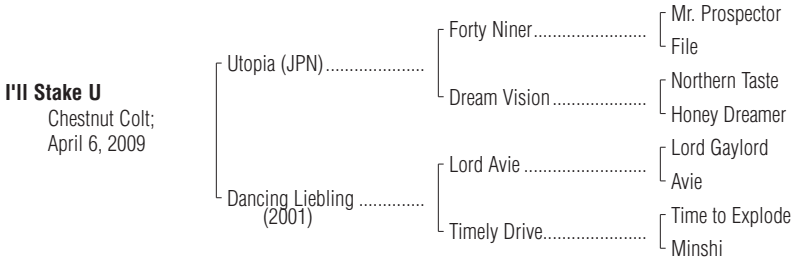 Mr. Prospector
Forty Niner.......................
File
Utopia (JPN)....................
Northern Taste
Dream Vision...................
Honey Dreamer
I'll Stake U
Chestnut Colt;
April 6, 2009
Lord Gaylord
Lord Avie .........................
Avie
Dancing Liebling .............
(2001)
Time to Explode
Timely Drive.....................
Minshi